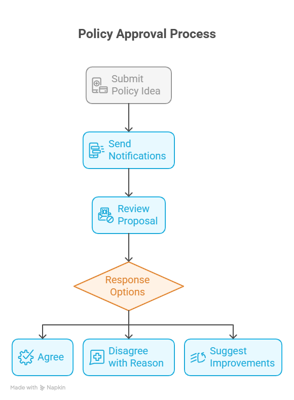 Policy Approval Process
Submit
Policy Idea
Send
Notifications
Review
Proposal
Response
Options
Agree
Disagree
with Reason
Suggest
Improvements
Made with Napkin